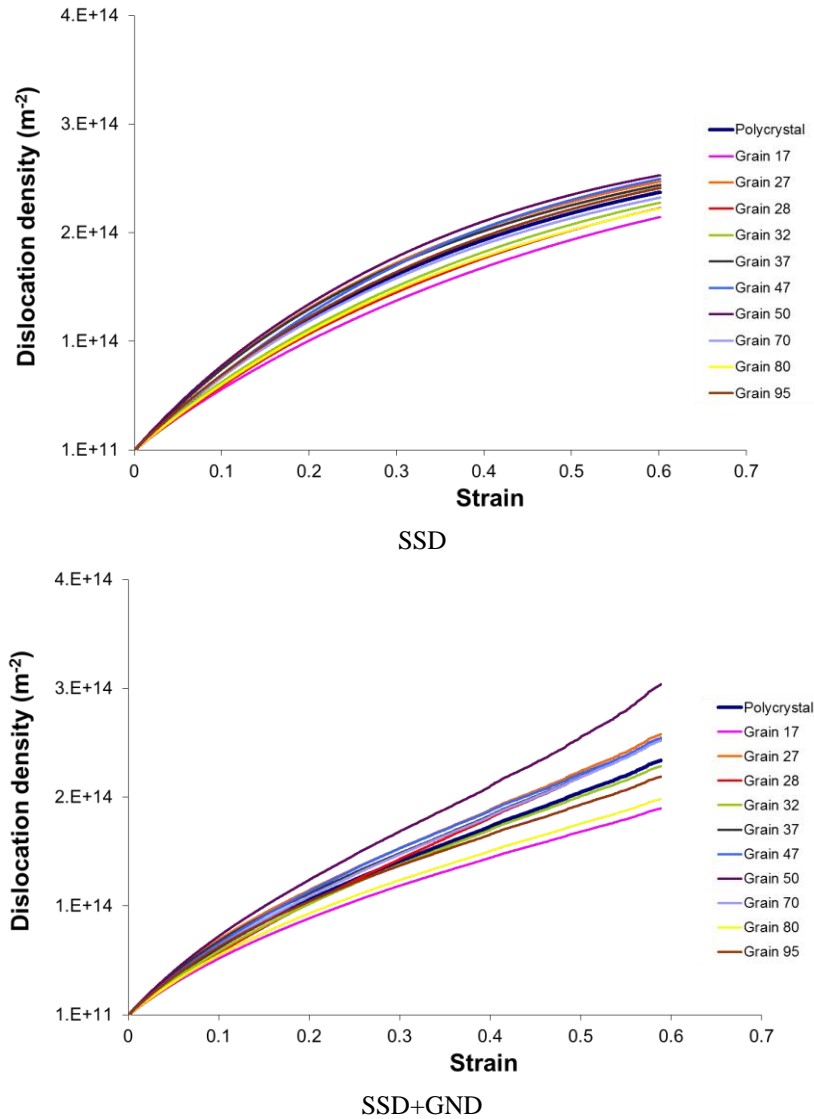 4.E+14
3.E+14
2.E+14
1.E+14
1.E+11
Dislocation density (m-2)
0 0.1 0.2 0.3 0.4 0.5 0.6 0.7
Strain
Polycrystal
Grain 17
Grain 27
Grain 28
Grain 32
Grain 37
Grain 47
Grain 50
Grain 70
Grain 80
Grain 95
SSD
4.E+14
3.E+14
2.E+14
1.E+14
1.E+11
Dislocation density (m-2)
0 0.1 0.2 0.3 0.4 0.5 0.6 0.7
Strain
Polycrystal
Grain 17
Grain 27
Grain 28
Grain 32
Grain 37
Grain 47
Grain 50
Grain 70
Grain 80
Grain 95
SSD+GND